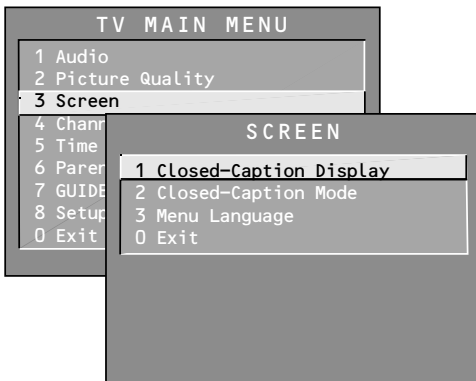 TV MAIN MENU
1 Audio
2 Picture Quality
3 Screen
4 Chann
5 Time
6 Paren
7 GUIDE
8 Setup
0 Exit
SCREEN
1 Closed-Caption Display
2 Closed-Caption Mode
3 Menu Language
0 Exit